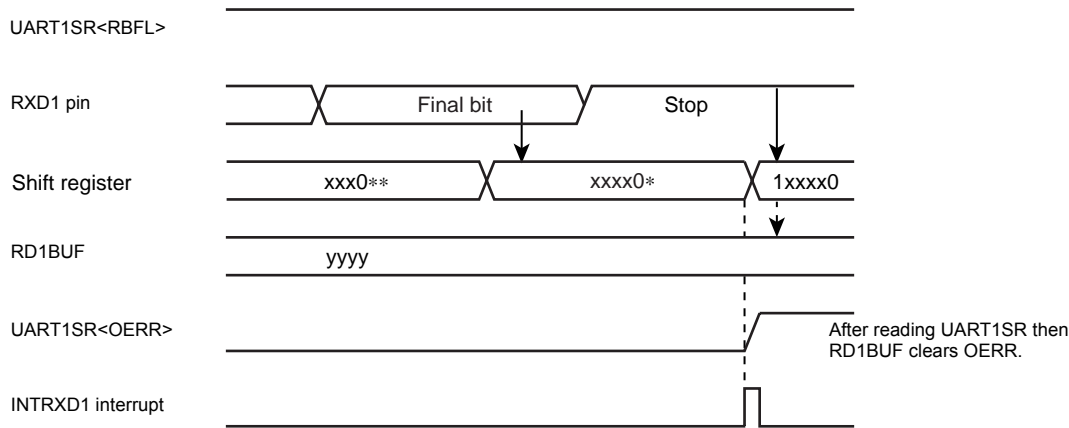 UART1SR<RBFL>
RXD1 pin
Final bit
Stop
Shift register
xxx0**
xxxx0*
1xxxx0
RD1BUF
yyyy
UART1SR<OERR>
After reading UART1SR then
RD1BUF clears OERR.
INTRXD1 interrupt